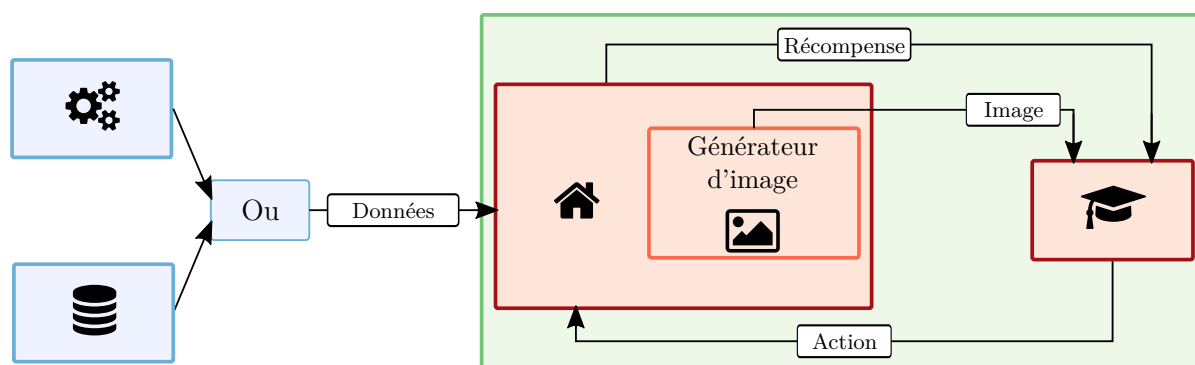 Récompense
Image
Générateur
d'image
Ou
Données
Action